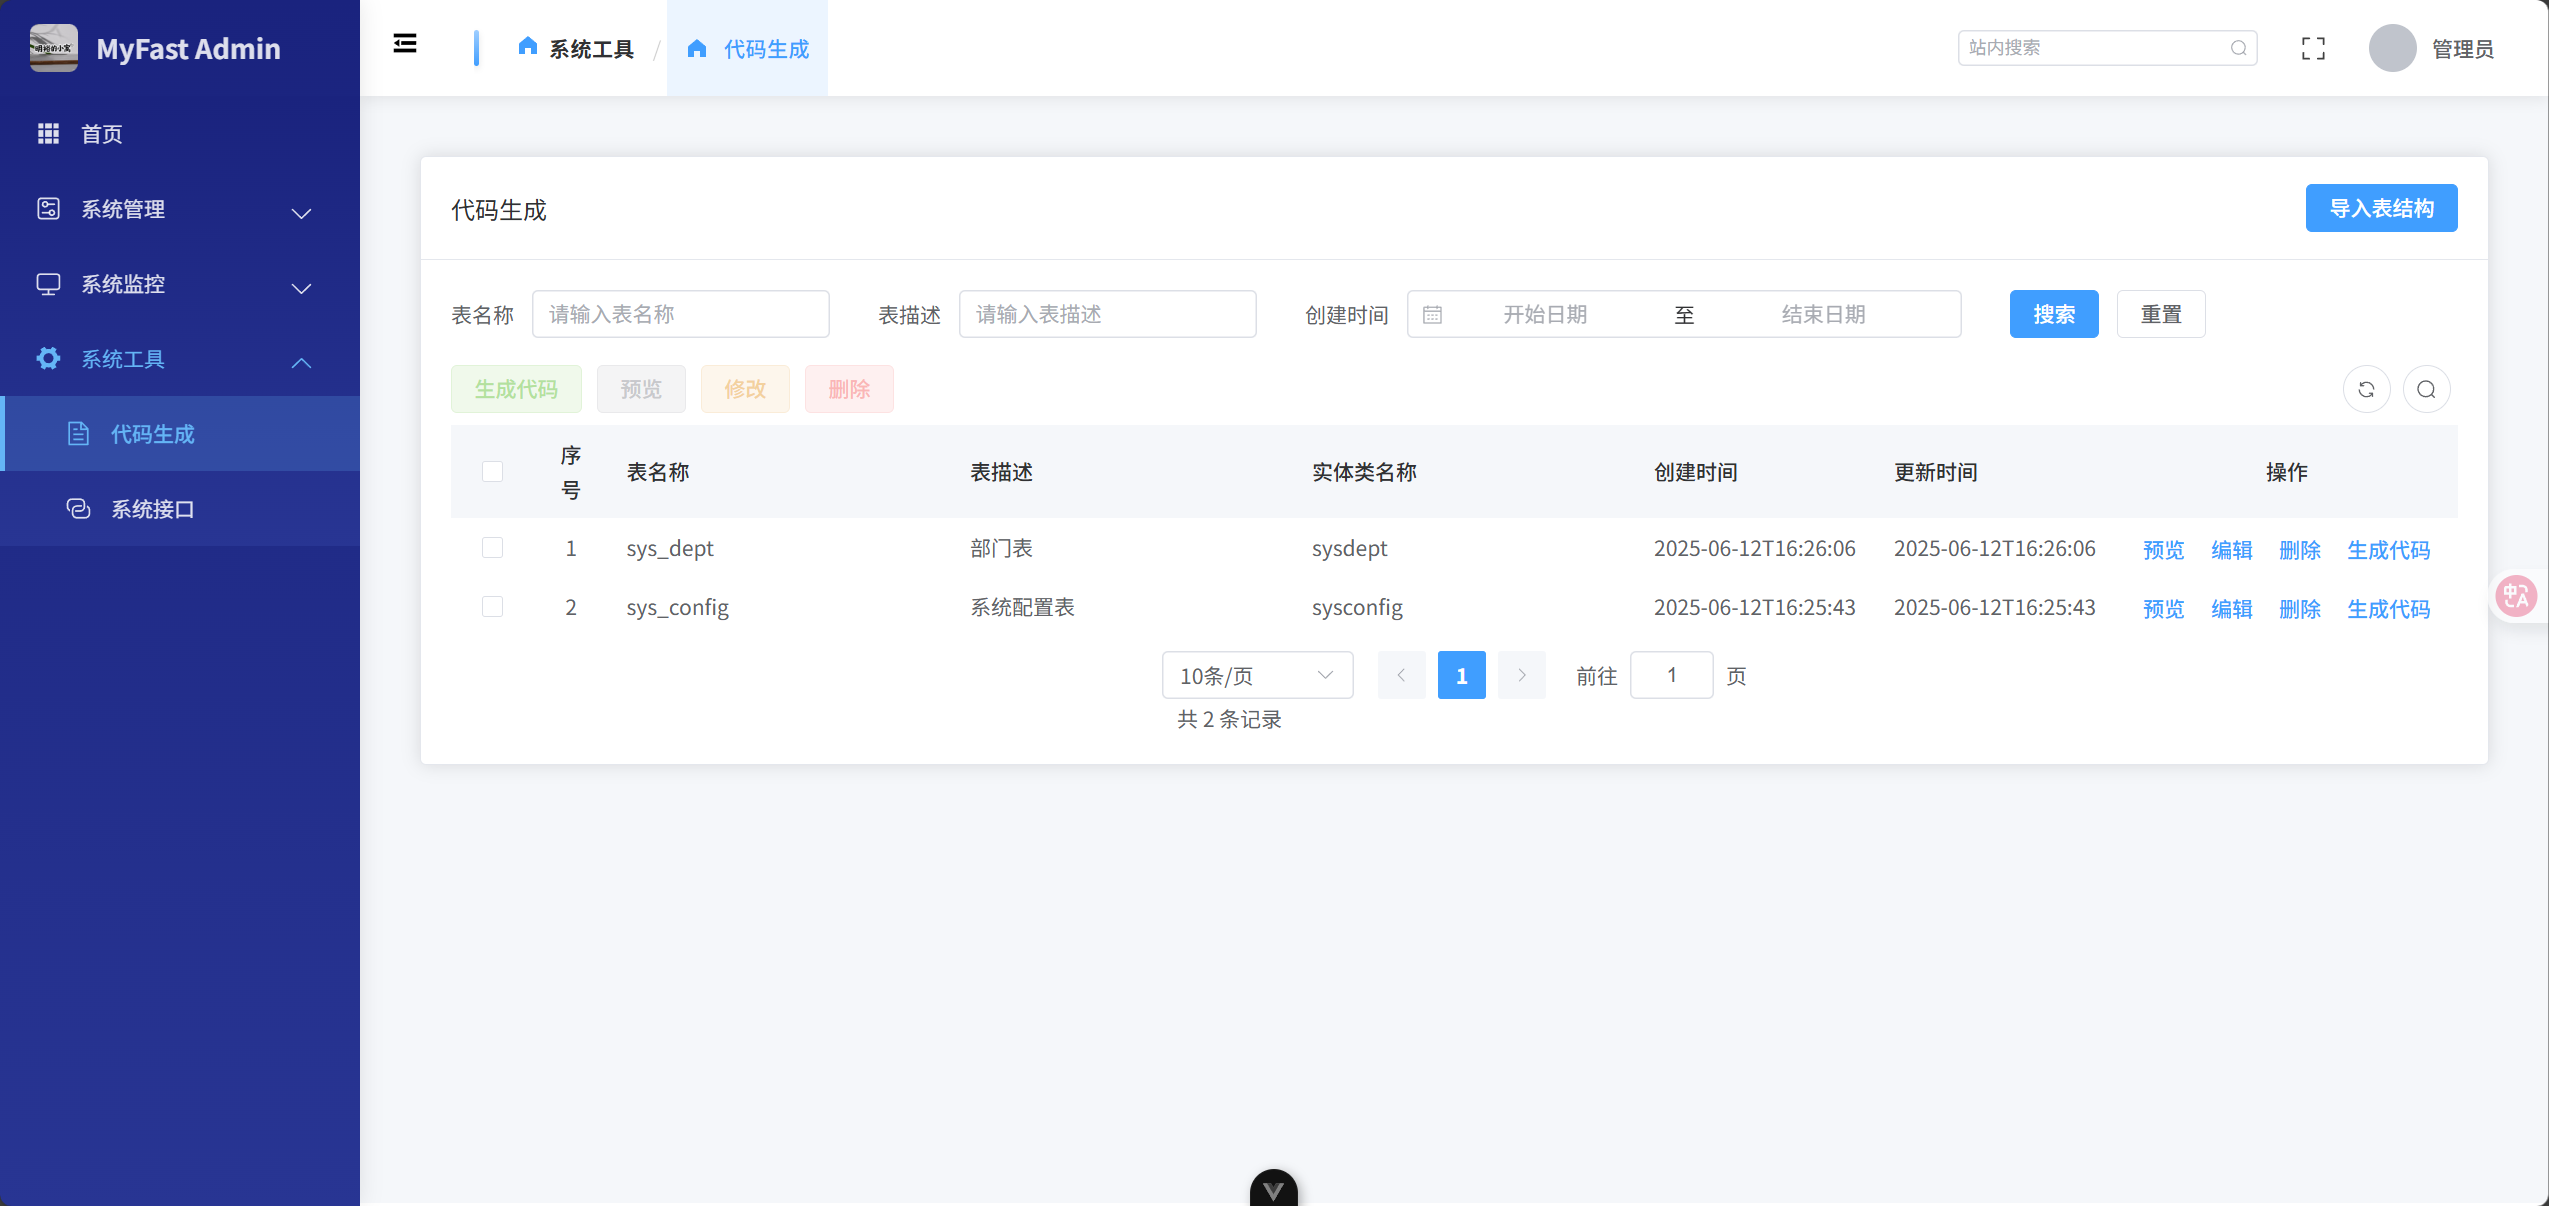 MyFast Admin
首页
系统管理
系统监控
系统工具
代码生成
系统接口
系统工具 / 代码生成
站内搜索
管理员
代码生成
导入表结构
表名称 请输入表名称 表描述 请输入表描述 创建时间 开始日期 至 结束日期 搜索 重置
生成代码 预览 修改 删除
序号 表名称 表描述 实体类名称 创建时间 更新时间 操作
1 sys_dept 部门表 sysdept 2025-06-12T16:26:06 2025-06-12T16:26:06 预览 编辑 删除 生成代码
2 sys_config 系统配置表 sysconfig 2025-06-12T16:25:43 2025-06-12T16:25:43 预览 编辑 删除 生成代码
10条/页 1 前往 1 页
共 2 条记录